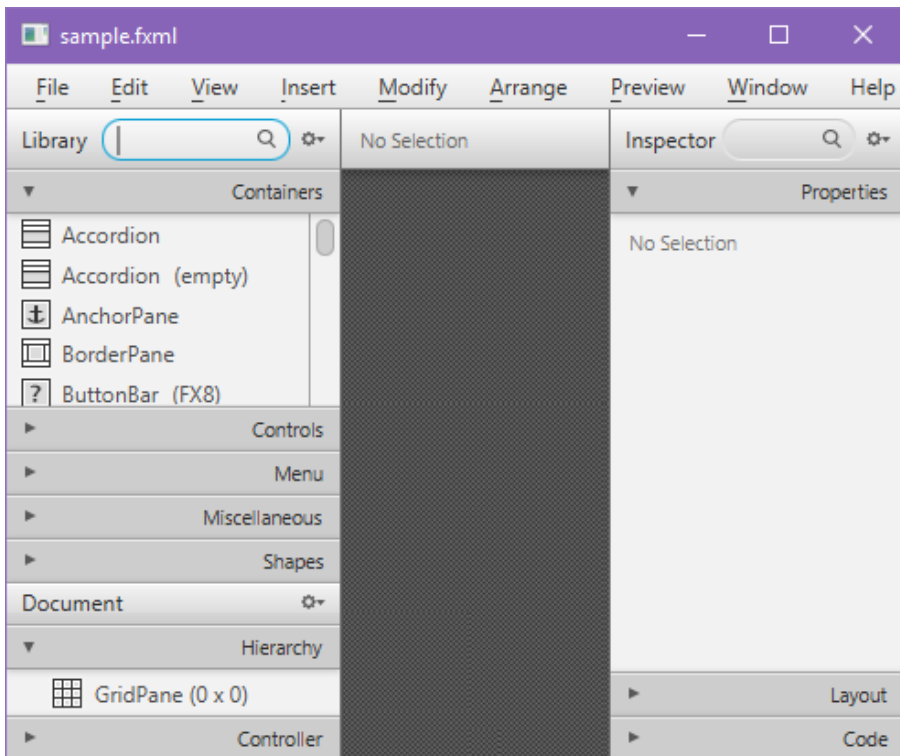 sample.fxml
File Edit View Insert Modify Arrange Preview Window Help
Library
No Selection
Inspector
Containers
Properties
Accordion
No Selection
Accordion (empty)
AnchorPane
BorderPane
ButtonBar (FX8)
Controls
Menu
Miscellaneous
Shapes
Document
Hierarchy
GridPane (0 x 0)
Layout
Controller
Code